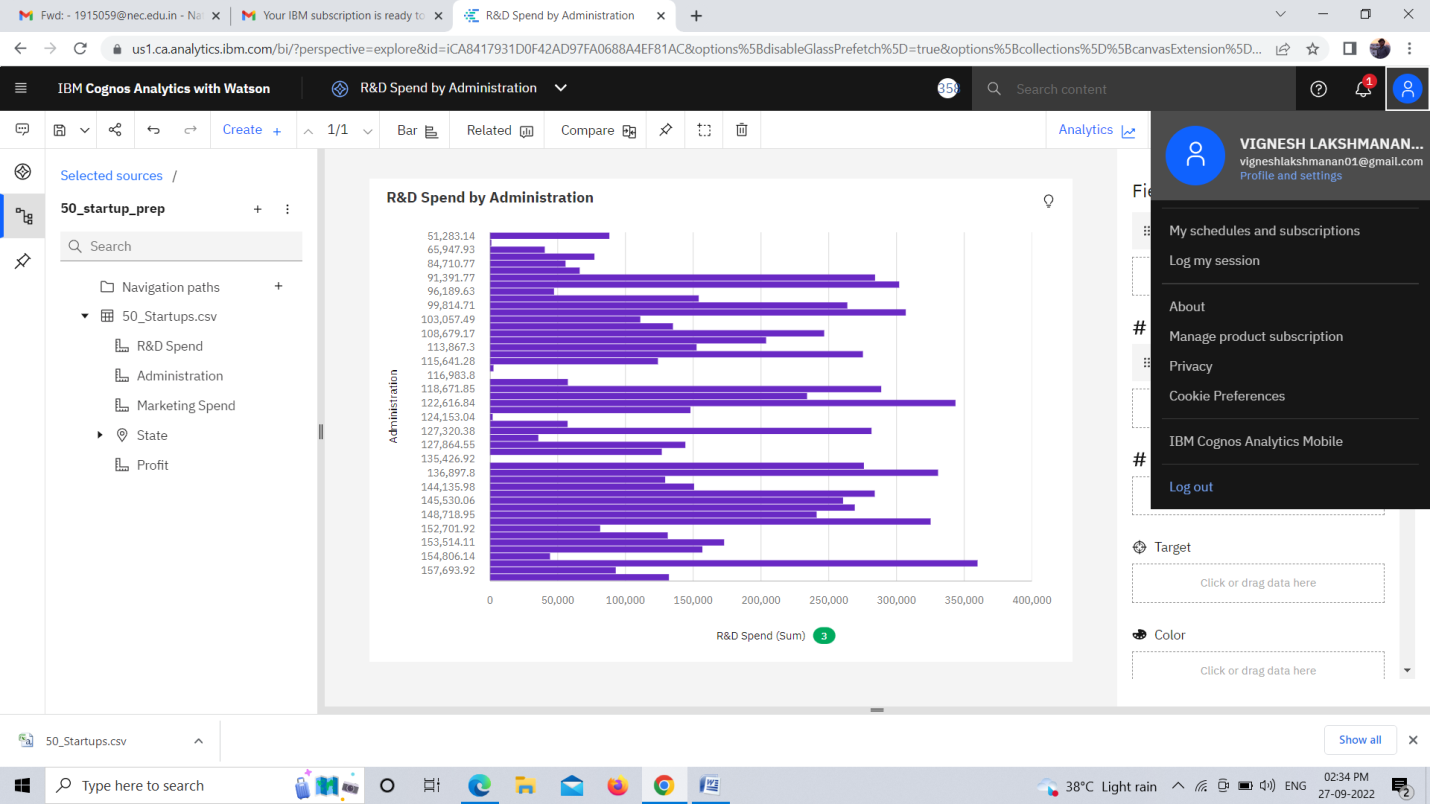 Fwd: - 1915059@nec.edu.in - Nat
Your IBM subscription is ready to
R&D Spend by Administration
us1.ca.analytics.ibm.com/bi/?perspective=explore&id=iCA8417931D0F42AD97FA0688A4EF81AC&options%5BdisableGlassPrefetch%5D=true&options%5Bcollections%5D%5BcanvasExtension%5D...
IBM Cognos Analytics with Watson
R&D Spend by Administration
358
Search content
1
Create +
1/1
Bar
Related
Compare
Analytics
VIGNESH LAKSHMANAN...
vigneshlakshmanan01@gmail.com
Profile and settings
My schedules and subscriptions
Log my session
About
Manage product subscription
Privacy
Cookie Preferences
IBM Cognos Analytics Mobile
Log out
Selected sources /
50_startup_prep
Search
Navigation paths
50_Startups.csv
R&D Spend
Administration
Marketing Spend
State
Profit
R&D Spend by Administration
Administration
51,283.14
65,947.93
84,710.77
91,391.77
96,189.63
99,814.71
103,057.49
108,679.17
113,867.3
115,641.28
116,983.8
118,671.85
122,616.84
124,153.04
127,320.38
127,864.55
135,426.92
136,897.8
144,135.98
145,530.06
148,718.95
152,701.92
153,514.11
154,806.14
157,693.92
0 50,000 100,000 150,000 200,000 250,000 300,000 350,000 400,000
R&D Spend (Sum) 3
Fie
#
#
Target
Click or drag data here
Color
Click or drag data here
50_Startups.csv
Show all
Type here to search
38°C Light rain
ENG
02:34 PM
27-09-2022
2